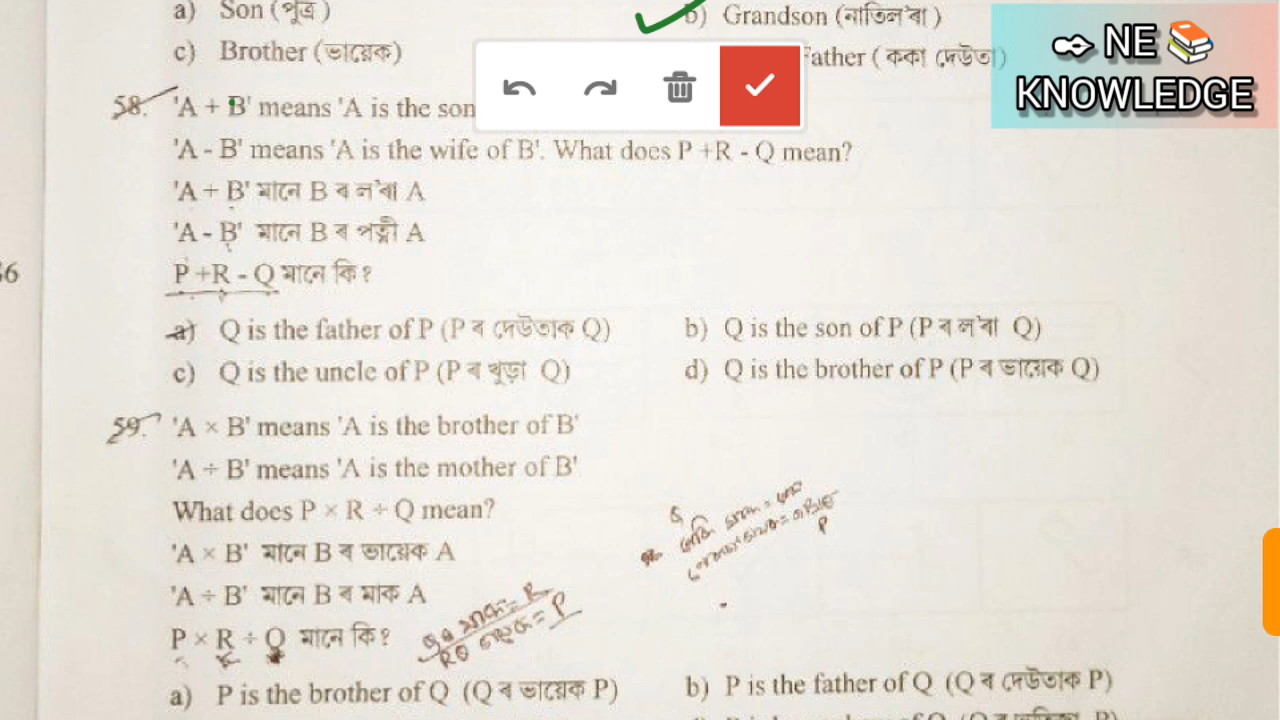 a) Son (পুত্ৰ)
b) Grandson (নাতিল'ৰা)
c) Brother (ভায়েক)
Father (ককা দেউতা)
NE
KNOWLEDGE
58. 'A + B' means 'A is the son
'A - B' means 'A is the wife of B'. What does P +R - Q mean?
'A + B' মানে B ৰ ল'ৰা A
'A - B' মানে B ৰ পত্নী A
P +R - Q মানে কি?
36
a) Q is the father of P (P ৰ দেউতাক Q)
b) Q is the son of P (P ৰ ল'ৰা Q)
c) Q is the uncle of P (P ৰ খুড়া Q)
d) Q is the brother of P (P ৰ ভায়েক Q)
59. 'A × B' means 'A is the brother of B'
'A ÷ B' means 'A is the mother of B'
What does P × R ÷ Q mean?
'A × B' মানে B ৰ ভায়েক A
'A ÷ B' মানে B ৰ মাক A
P × R ÷ Q মানে কি?
a) P is the brother of Q (Q ৰ ভায়েক P)
b) P is the father of Q (Q ৰ দেউতাক P)